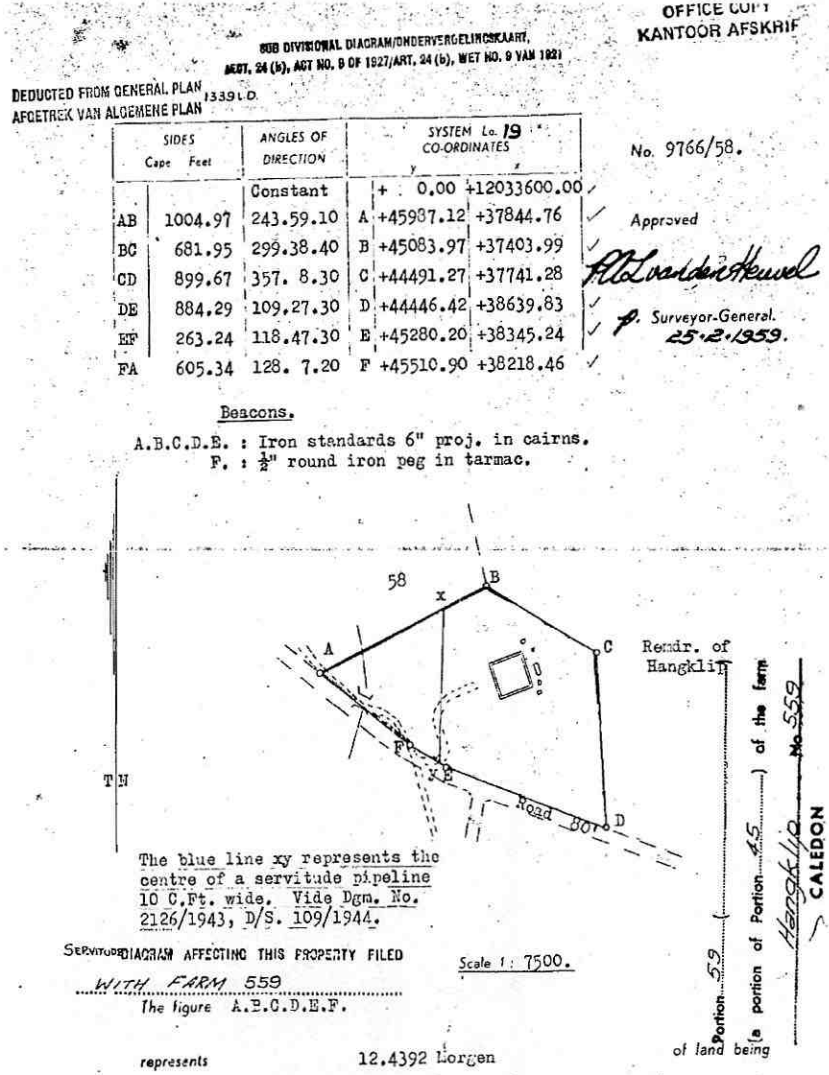 OFFICE COPY
KANTOOR AFSKRIF
SUB DIVISIONAL DIAGRAM/ONDERVERDELINGSKAART,
SECT. 24 (b), ACT NO. 9 OF 1927/ART. 24 (b), WET NO. 9 VAN 1921
DEDUCTED FROM GENERAL PLAN 1339 L.D.
AFGETREK VAN ALGEMENE PLAN
SIDES Cape Feet ANGLES OF DIRECTION SYSTEM Lo. 19 CO-ORDINATES y x
Constant + 0.00 +12033600.00
AB 1004.97 243.59.10 A +45987.12 +37844.76
BC 681.95 299.38.40 B +45083.97 +37403.99
CD 899.67 357. 8.30 C +44491.27 +37741.28
DE 884.29 109.27.30 D +44446.42 +38639.83
EF 263.24 118.47.30 E +45280.20 +38345.24
FA 605.34 128. 7.20 F +45510.90 +38218.46
No. 9766/58.
Approved
p. Surveyor-General.
25.2.1959.
Beacons.
A.B.C.D.E. : Iron standards 6" proj. in cairns.
F. : ½" round iron peg in tarmac.
58
B
x
A
C
Remdr. of
Hangklip
F
y E
Road 80'
D
T N
The blue line xy represents the
centre of a servitude pipeline
10 C.Ft. wide. Vide Dgm. No.
2126/1943, D/S. 109/1944.
SERVITUDE DIAGRAM AFFECTING THIS PROPERTY FILED
WITH FARM 559
Scale 1: 7500.
The figure A.B.C.D.E.F.
represents 12.4392 Morgen
of land being
Portion 59 (
(a portion of Portion 45 ) of the farm
Hangklip No 559
CALEDON